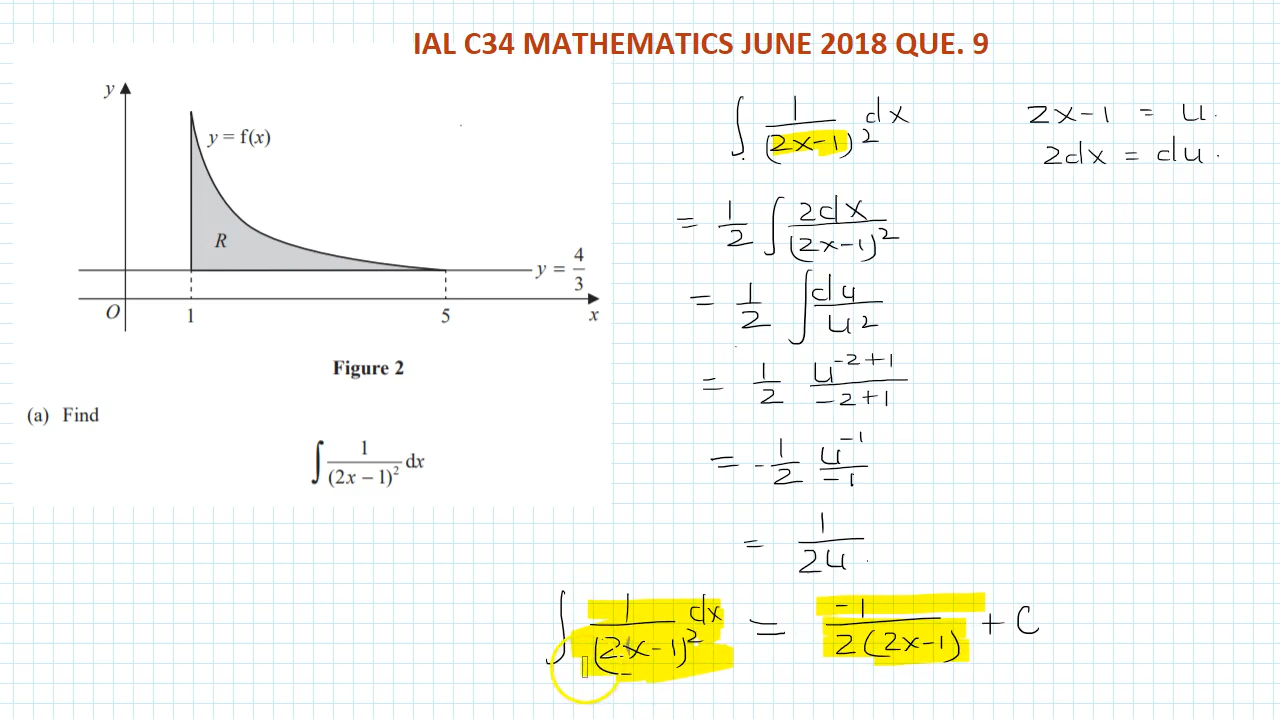 IAL C34 MATHEMATICS JUNE 2018 QUE. 9
y
y = f(x)
R
y = 4/3
O 1 5 x
Figure 2
(a) Find
∫ 1/(2x – 1)² dx
∫ 1/(2x-1)² dx
2x-1 = u.
2dx = du.
= 1/2 ∫ 2dx/(2x-1)²
= 1/2 ∫ du/u²
= 1/2 u^(-2+1)/(-2+1)
= -1/2 u^(-1)/-1
= 1/2u
∫ 1/(2x-1)² dx = -1/2(2x-1) + C